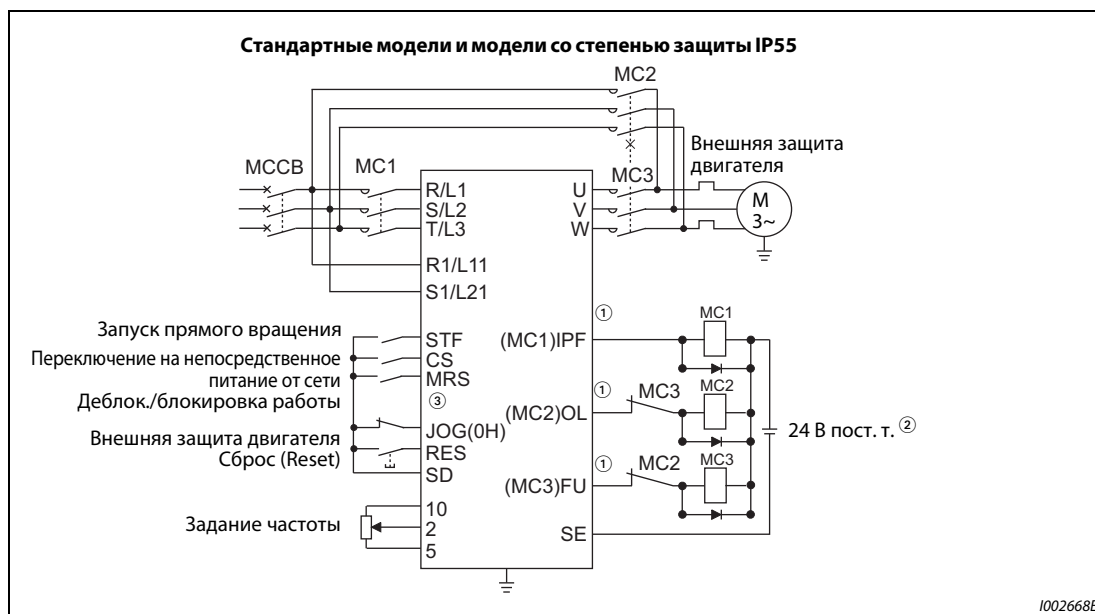 Стандартные модели и модели со степенью защиты IP55
MC2
Внешняя защита
двигателя
MCCB
MC1
MC3
R/L1
S/L2
T/L3
U
V
W
M
3~
R1/L11
S1/L21
Запуск прямого вращения
STF
Переключение на непосредственное
питание от сети
CS
MRS
Деблок./блокировка работы
③
JOG(0H)
Внешняя защита двигателя
RES
Сброс (Reset)
SD
Задание частоты
10
2
5
①
(MC1)IPF
MC1
①
(MC2)OL
MC3
MC2
24 В пост. т. ②
①
(MC3)FU
MC2
MC3
SE
I002668E